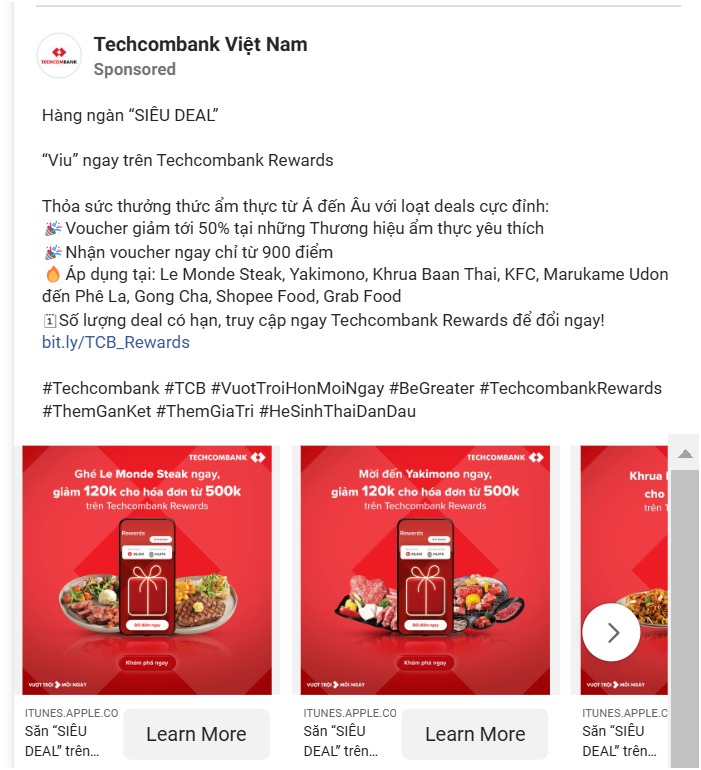 TECHCOMBANK
Techcombank Việt Nam
Sponsored
Hàng ngàn “SIÊU DEAL”
“Viu” ngay trên Techcombank Rewards
Thỏa sức thưởng thức ẩm thực từ Á đến Âu với loạt deals cực đỉnh:
🎉 Voucher giảm tới 50% tại những Thương hiệu ẩm thực yêu thích
🎉 Nhận voucher ngay chỉ từ 900 điểm
🔥 Áp dụng tại: Le Monde Steak, Yakimono, Khrua Baan Thai, KFC, Marukame Udon
đến Phê La, Gong Cha, Shopee Food, Grab Food
🗓Số lượng deal có hạn, truy cập ngay Techcombank Rewards để đổi ngay!
bit.ly/TCB_Rewards
#Techcombank #TCB #VuotTroiHonMoiNgay #BeGreater #TechcombankRewards
#ThemGanKet #ThemGiaTri #HeSinhThaiDanDau
TECHCOMBANK
Ghé Le Monde Steak ngay,
giảm 120k cho hóa đơn từ 500k
trên Techcombank Rewards
Rewards
Đổi điểm ngay
Khám phá ngay
VƯỢT TRỘI MỖI NGÀY
TECHCOMBANK
Mời đến Yakimono ngay,
giảm 120k cho hóa đơn từ 500k
trên Techcombank Rewards
Rewards
Đổi điểm ngay
Khám phá ngay
VƯỢT TRỘI MỖI NGÀY
Khrua
cho
trên
VƯỢT TRỘI MỖI NGÀY
ITUNES.APPLE.CO
Săn “SIÊU
DEAL” trên...
Learn More
ITUNES.APPLE.CO
Săn “SIÊU
DEAL” trên...
Learn More
ITUNES.APPLE.C
Săn “SIÊU
DEAL” trên...